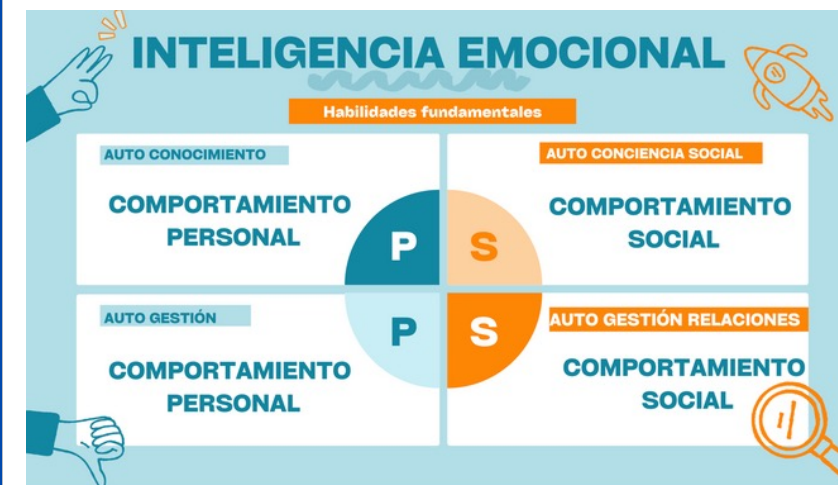 INTELIGENCIA EMOCIONAL
Habilidades fundamentales
AUTO CONOCIMIENTO
COMPORTAMIENTO
PERSONAL
P
AUTO CONCIENCIA SOCIAL
COMPORTAMIENTO
SOCIAL
S
AUTO GESTIÓN
COMPORTAMIENTO
PERSONAL
P
AUTO GESTIÓN RELACIONES
COMPORTAMIENTO
SOCIAL
S